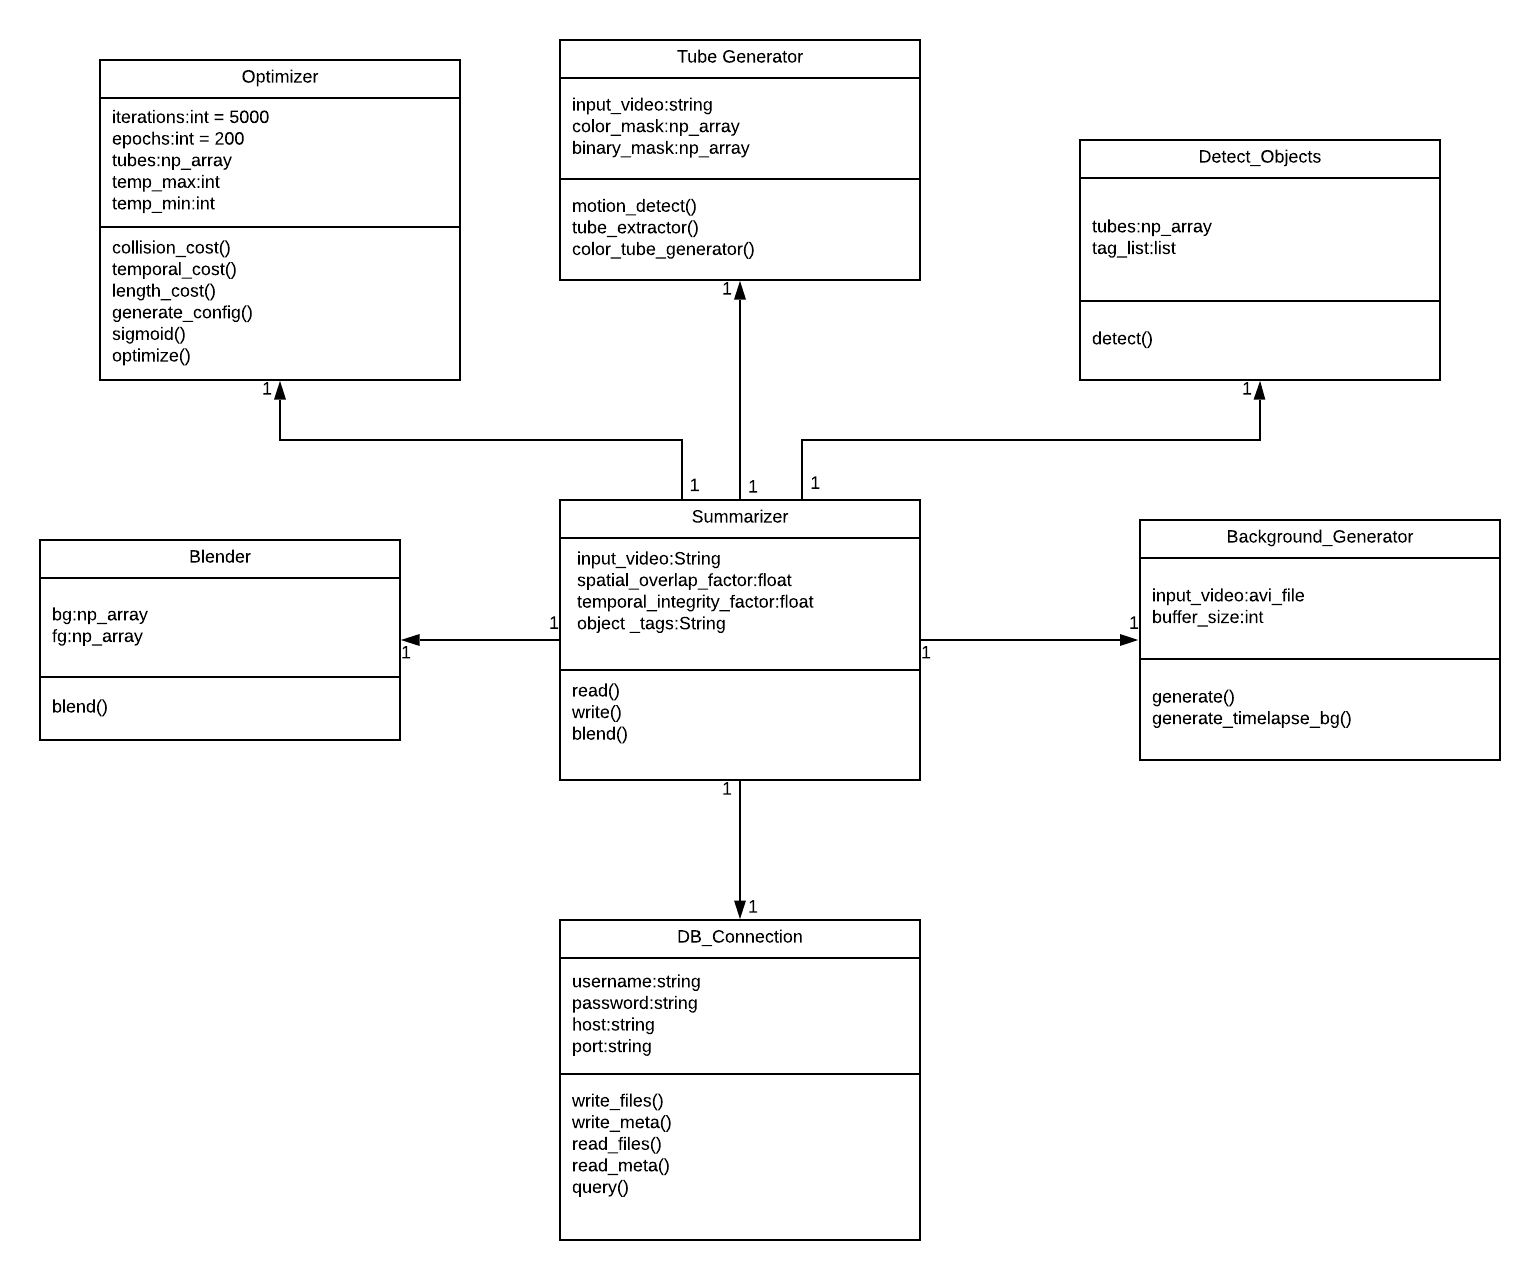 Optimizer
iterations:int = 5000
epochs:int = 200
tubes:np_array
temp_max:int
temp_min:int
collision_cost()
temporal_cost()
length_cost()
generate_config()
sigmoid()
optimize()
1
Tube Generator
input_video:string
color_mask:np_array
binary_mask:np_array
motion_detect()
tube_extractor()
color_tube_generator()
1
Detect_Objects
tubes:np_array
tag_list:list
detect()
1
1
1
1
Summarizer
input_video:String
spatial_overlap_factor:float
temporal_integrity_factor:float
object _tags:String
read()
write()
blend()
Blender
bg:np_array
fg:np_array
blend()
1
1
Background_Generator
input_video:avi_file
buffer_size:int
generate()
generate_timelapse_bg()
1
1
1
1
DB_Connection
username:string
password:string
host:string
port:string
write_files()
write_meta()
read_files()
read_meta()
query()